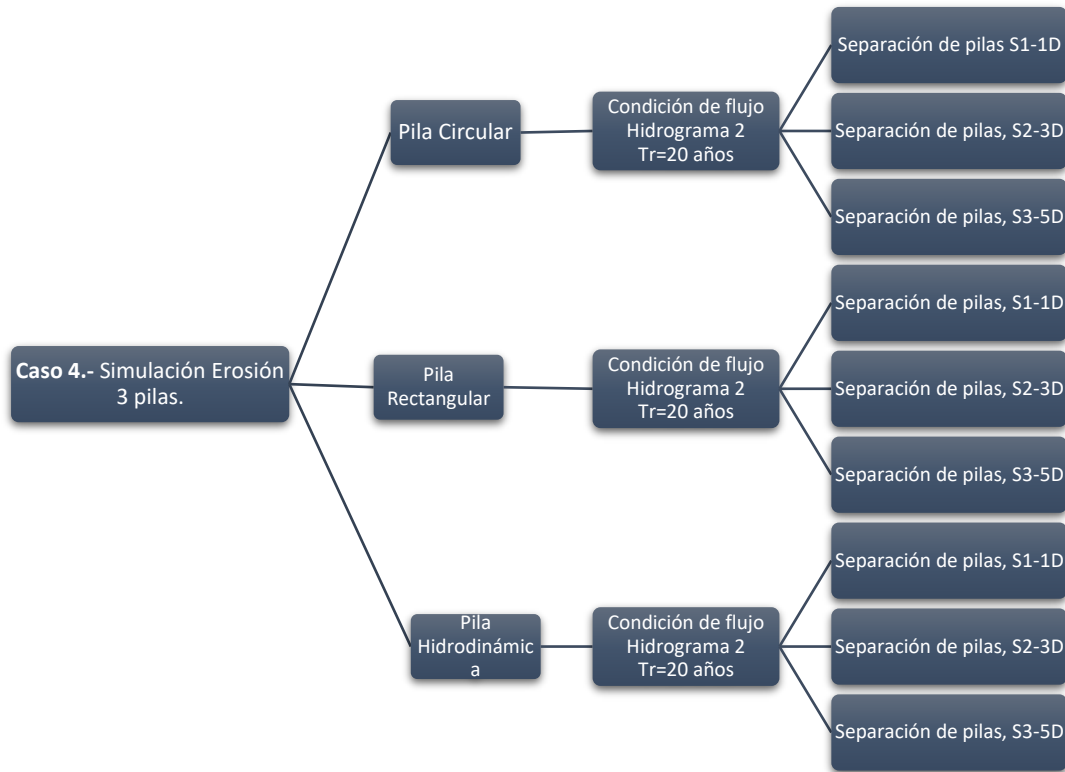 Caso 4.- Simulación Erosión
3 pilas.
Pila Circular
Condición de flujo
Hidrograma 2
Tr=20 años
Separación de pilas S1-1D
Separación de pilas, S2-3D
Separación de pilas, S3-5D
Pila
Rectangular
Condición de flujo
Hidrograma 2
Tr=20 años
Separación de pilas, S1-1D
Separación de pilas, S2-3D
Separación de pilas, S3-5D
Pila
Hidrodinámic
a
Condición de flujo
Hidrograma 2
Tr=20 años
Separación de pilas, S1-1D
Separación de pilas, S2-3D
Separación de pilas, S3-5D